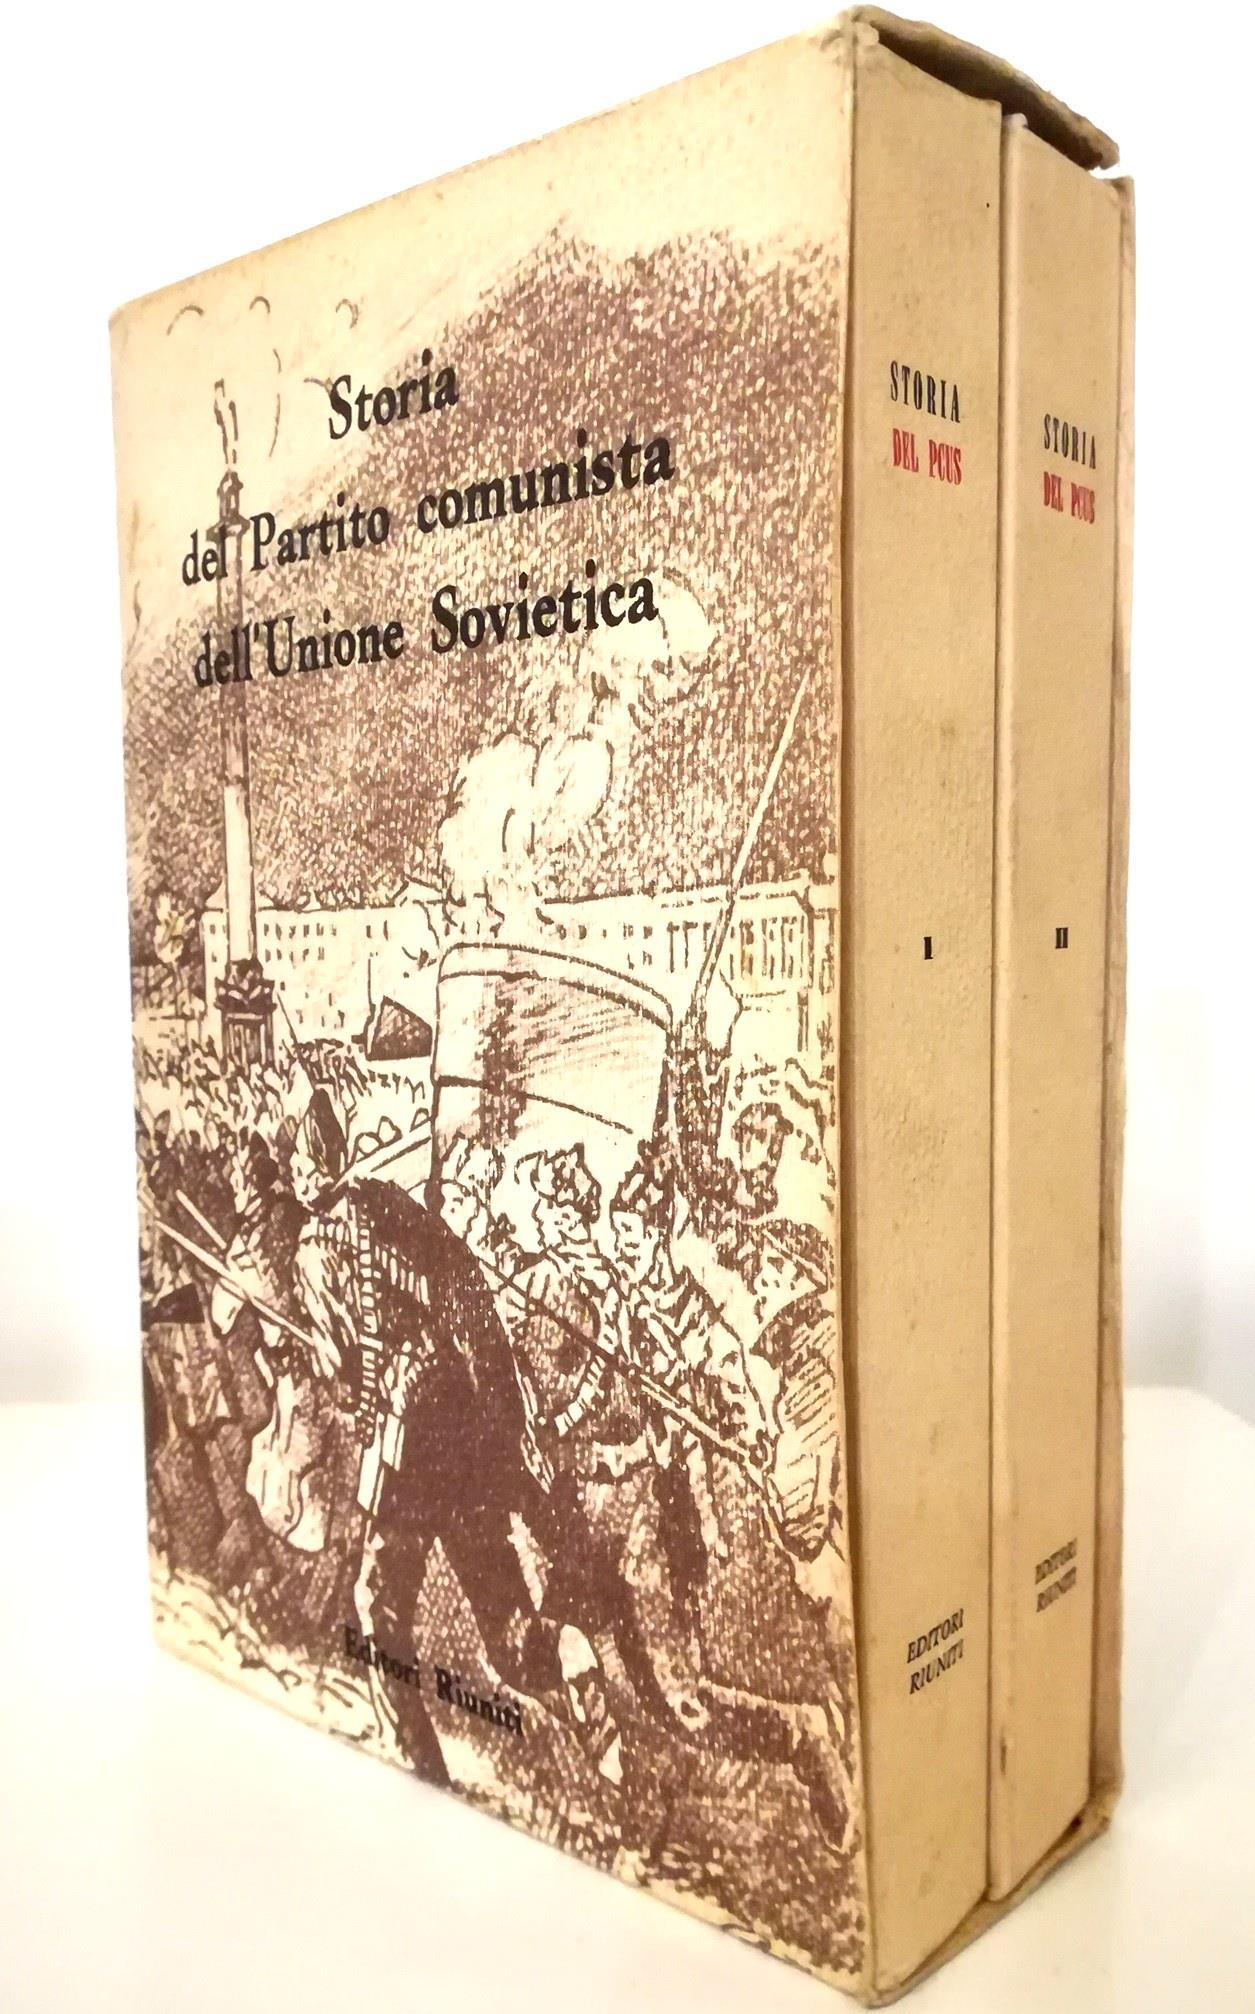 Storia
del Partito comunista
dell'Unione Sovietica
Editori Riuniti
STORIA
DEL PCUS
I
EDITORI
RIUNITI
STORIA
DEL PCUS
II
EDITORI
RIUNITI